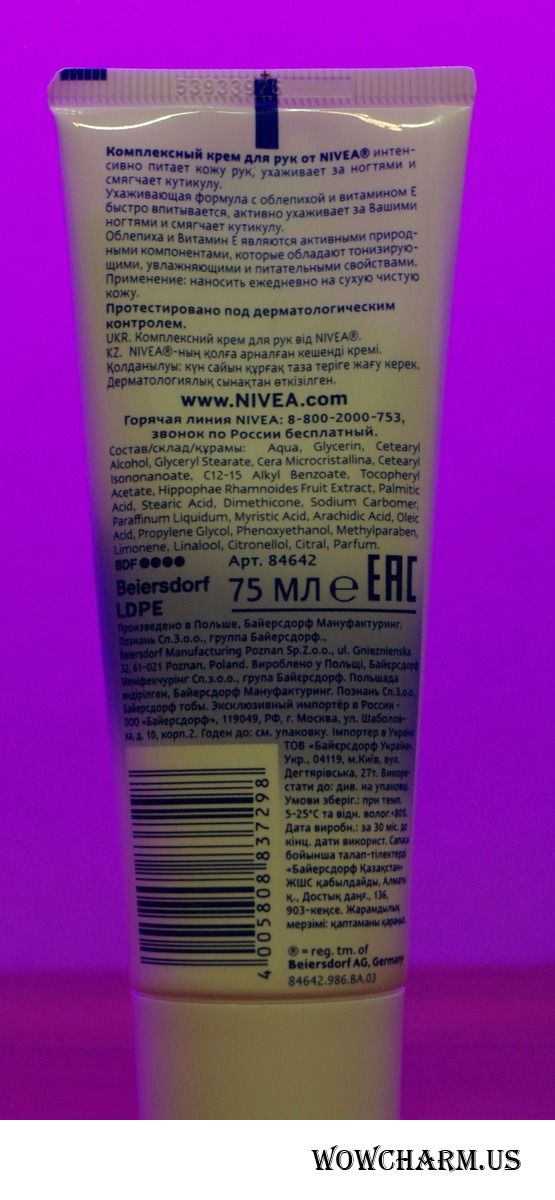 Комплексный крем для рук от NIVEA® интен-
сивно питает кожу рук, ухаживает за ногтями и
смягчает кутикулу.
Ухаживающая формула с облепихой и витамином Е
быстро впитывается, активно ухаживает за Вашими
ногтями и смягчает кутикулу.
Облепиха и Витамин Е являются активными природ-
ными компонентами, которые обладают тонизирую-
щими, увлажняющими и питательными свойствами.
Применение: наносить ежедневно на сухую чистую
кожу.
Протестировано под дерматологическим
контролем.
UKR. Комплексний крем для рук від NIVEA®.
KZ. NIVEA®-ның қолға арналған кешенді кремі.
Қолданылуы: күн сайын құрғақ таза теріге жағу керек.
Дерматологиялық сынақтан өткізілген.
www.NIVEA.com
Горячая линия NIVEA: 8-800-2000-753,
звонок по России бесплатный.
Состав/склад/құрамы: Aqua, Glycerin, Cetearyl
Alcohol, Glyceryl Stearate, Cera Microcristallina, Cetearyl
Isononanoate, C12-15 Alkyl Benzoate, Tocopheryl
Acetate, Hippophae Rhamnoides Fruit Extract, Palmitic
Acid, Stearic Acid, Dimethicone, Sodium Carbomer,
Paraffinum Liquidum, Myristic Acid, Arachidic Acid, Oleic
Acid, Propylene Glycol, Phenoxyethanol, Methylparaben,
Limonene, Linalool, Citronellol, Citral, Parfum.
BDF●●●● Арт. 84642
Beiersdorf 75 МЛ e EAC
LDPE
Произведено в Польше, Байерсдорф Мануфактуринг.
Познань Сп.З.о.о., группа Байерсдорф.,
Beiersdorf Manufacturing Poznan Sp.Z.o.o., ul. Gnieznienska
32, 61-021 Poznan, Poland. Вироблено у Польщі, Байєрсдорф
Меніфекчурінг Сп.З.о.о., група Байєрсдорф. Польшада
өндірілген, Байерсдорф Мануфактуринг. Познань Сп.З.о.о.,
Байерсдорф тобы. Эксклюзивный импортёр в России -
ООО «Байерсдорф», 119049, РФ, г. Москва, ул. Шаболов-
ка, д. 10, корп.2. Годен до: см. упаковку. Імпортер в Україні:
ТОВ «Байєрсдорф Україна»,
Укр., 04119, м.Київ, вул.
Дегтярівська, 27т. Викорис-
тати до: див. на упаковці.
Умови зберіг.: при темп.
5-25°С та відн. волог.<80%.
Дата виробн.: за 30 міс. до
кінц. дати використ. Сапасы
бойынша талап-тілектерді
«Байерсдорф Қазақстан»
ЖШС қабылдайды, Алматы
қ., Достық даңғ., 136,
903-кеңсе. Жарамдылық
мерзімі: қаптаманы қараңыз.
4 005808 837298
® = reg. tm. of
Beiersdorf AG, Germany
84642.986.BA.03
WOWCHARM.US